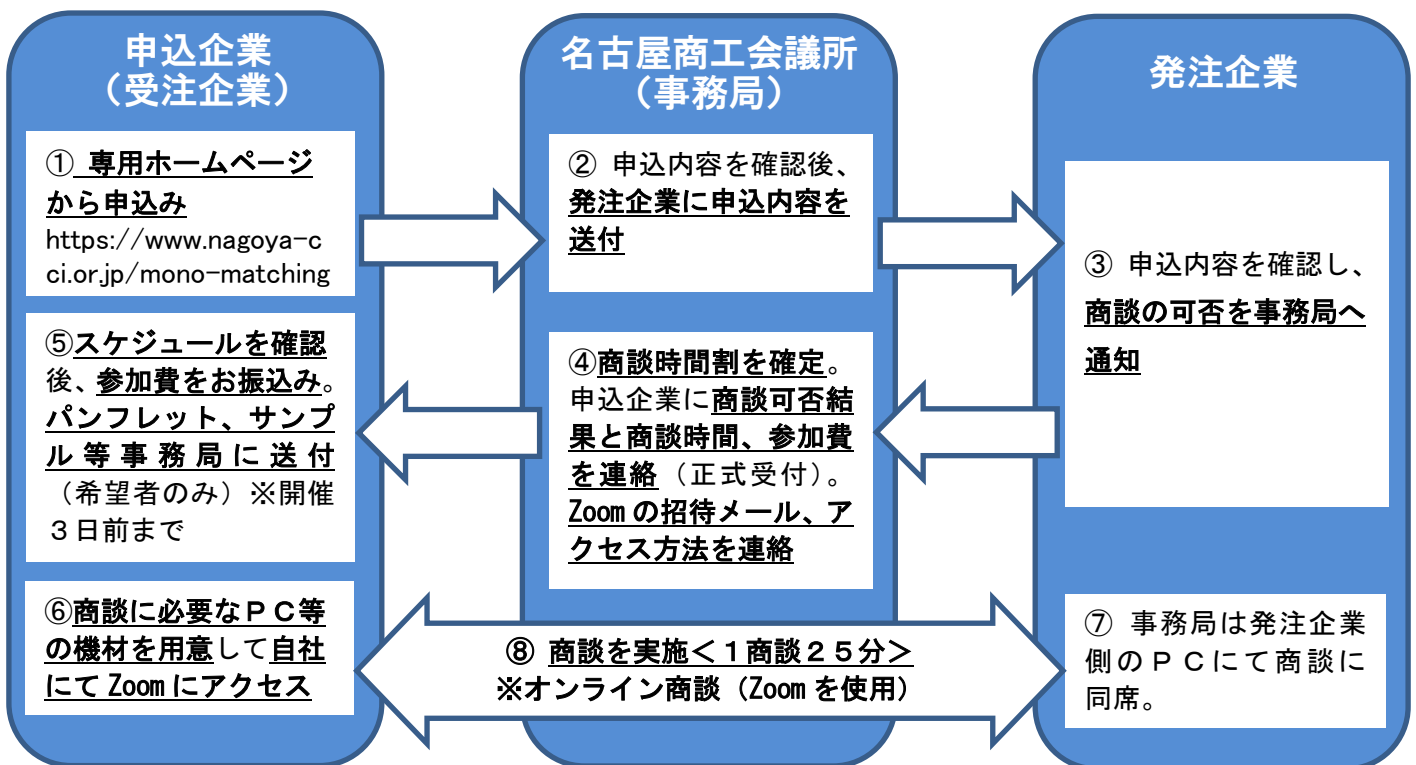 申込企業
（受注企業）
① 専用ホームページ
から申込み
https://www.nagoya-c
ci.or.jp/mono-matching
⑤スケジュールを確認
後、参加費をお振込み。
パンフレット、サンプ
ル等事務局に送付
（希望者のみ）※開催
３日前まで
⑥商談に必要なＰＣ等
の機材を用意して自社
にて Zoom にアクセス
名古屋商工会議所
（事務局）
② 申込内容を確認後、
発注企業に申込内容を
送付
④商談時間割を確定。
申込企業に商談可否結
果と商談時間、参加費
を連絡（正式受付）。
Zoom の招待メール、ア
クセス方法を連絡
発注企業
③ 申込内容を確認し、
商談の可否を事務局へ
通知
⑦ 事務局は発注企業
側のＰＣにて商談に
同席。
⑧ 商談を実施＜１商談２５分＞
※オンライン商談（Zoom を使用）